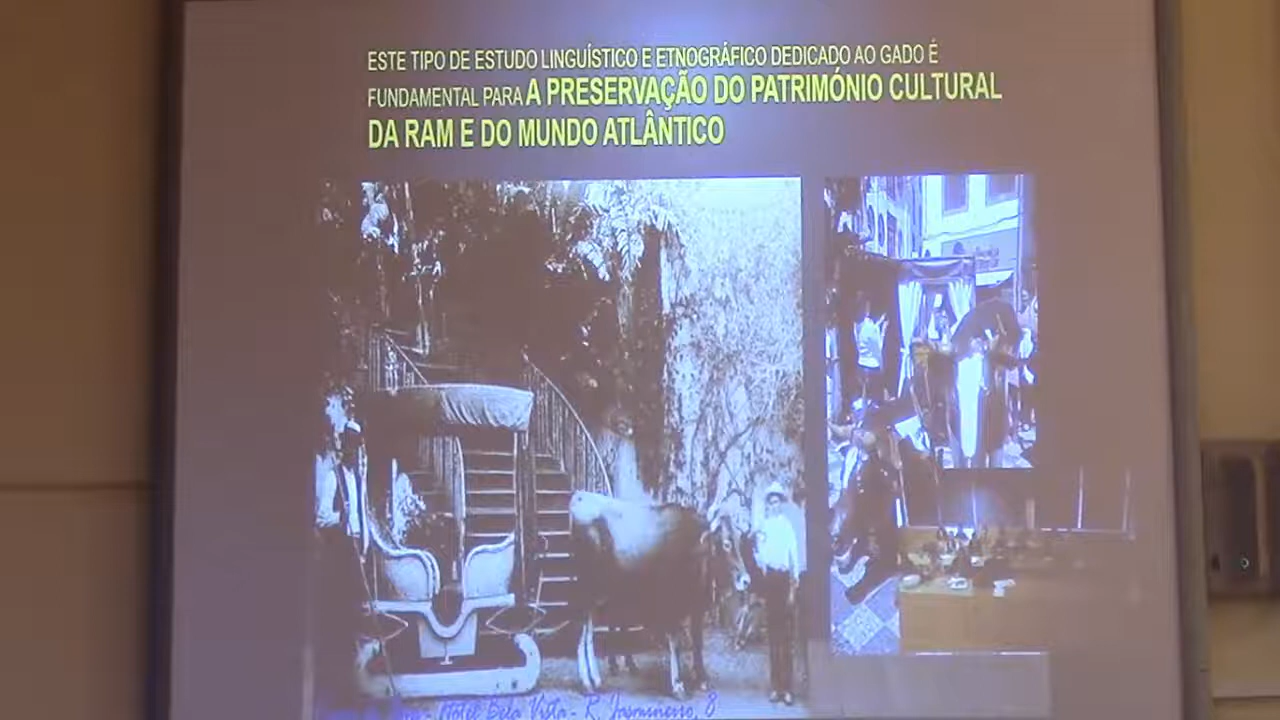 ESTE TIPO DE ESTUDO LINGUÍSTICO E ETNOGRÁFICO DEDICADO AO GADO É
FUNDAMENTAL PARA A PRESERVAÇÃO DO PATRIMÓNIO CULTURAL
DA RAM E DO MUNDO ATLÂNTICO
Hotel Bela Vista - R. Jasmineiro, 8